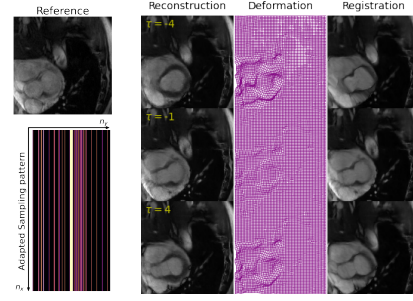 Reference
Reconstruction
Deformation
Registration
τ = -4
τ = -1
τ = 4
Adapted Sampling pattern